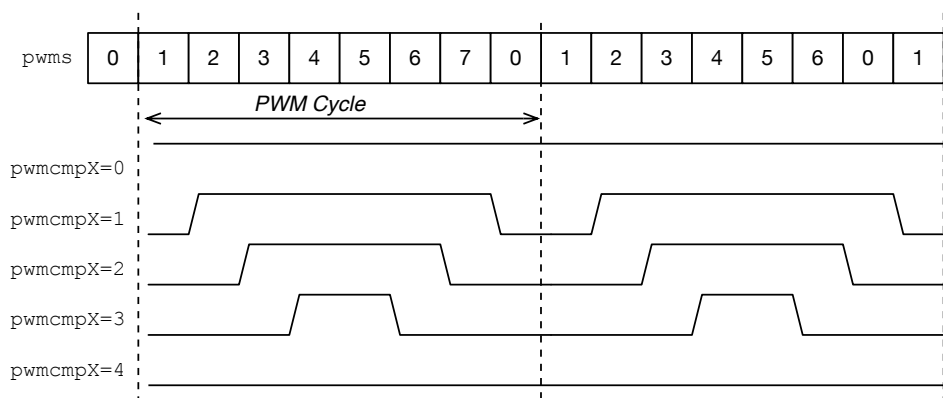 pwms 0 1 2 3 4 5 6 7 0 1 2 3 4 5 6 0 1
PWM Cycle
pwmcmpX=0
pwmcmpX=1
pwmcmpX=2
pwmcmpX=3
pwmcmpX=4